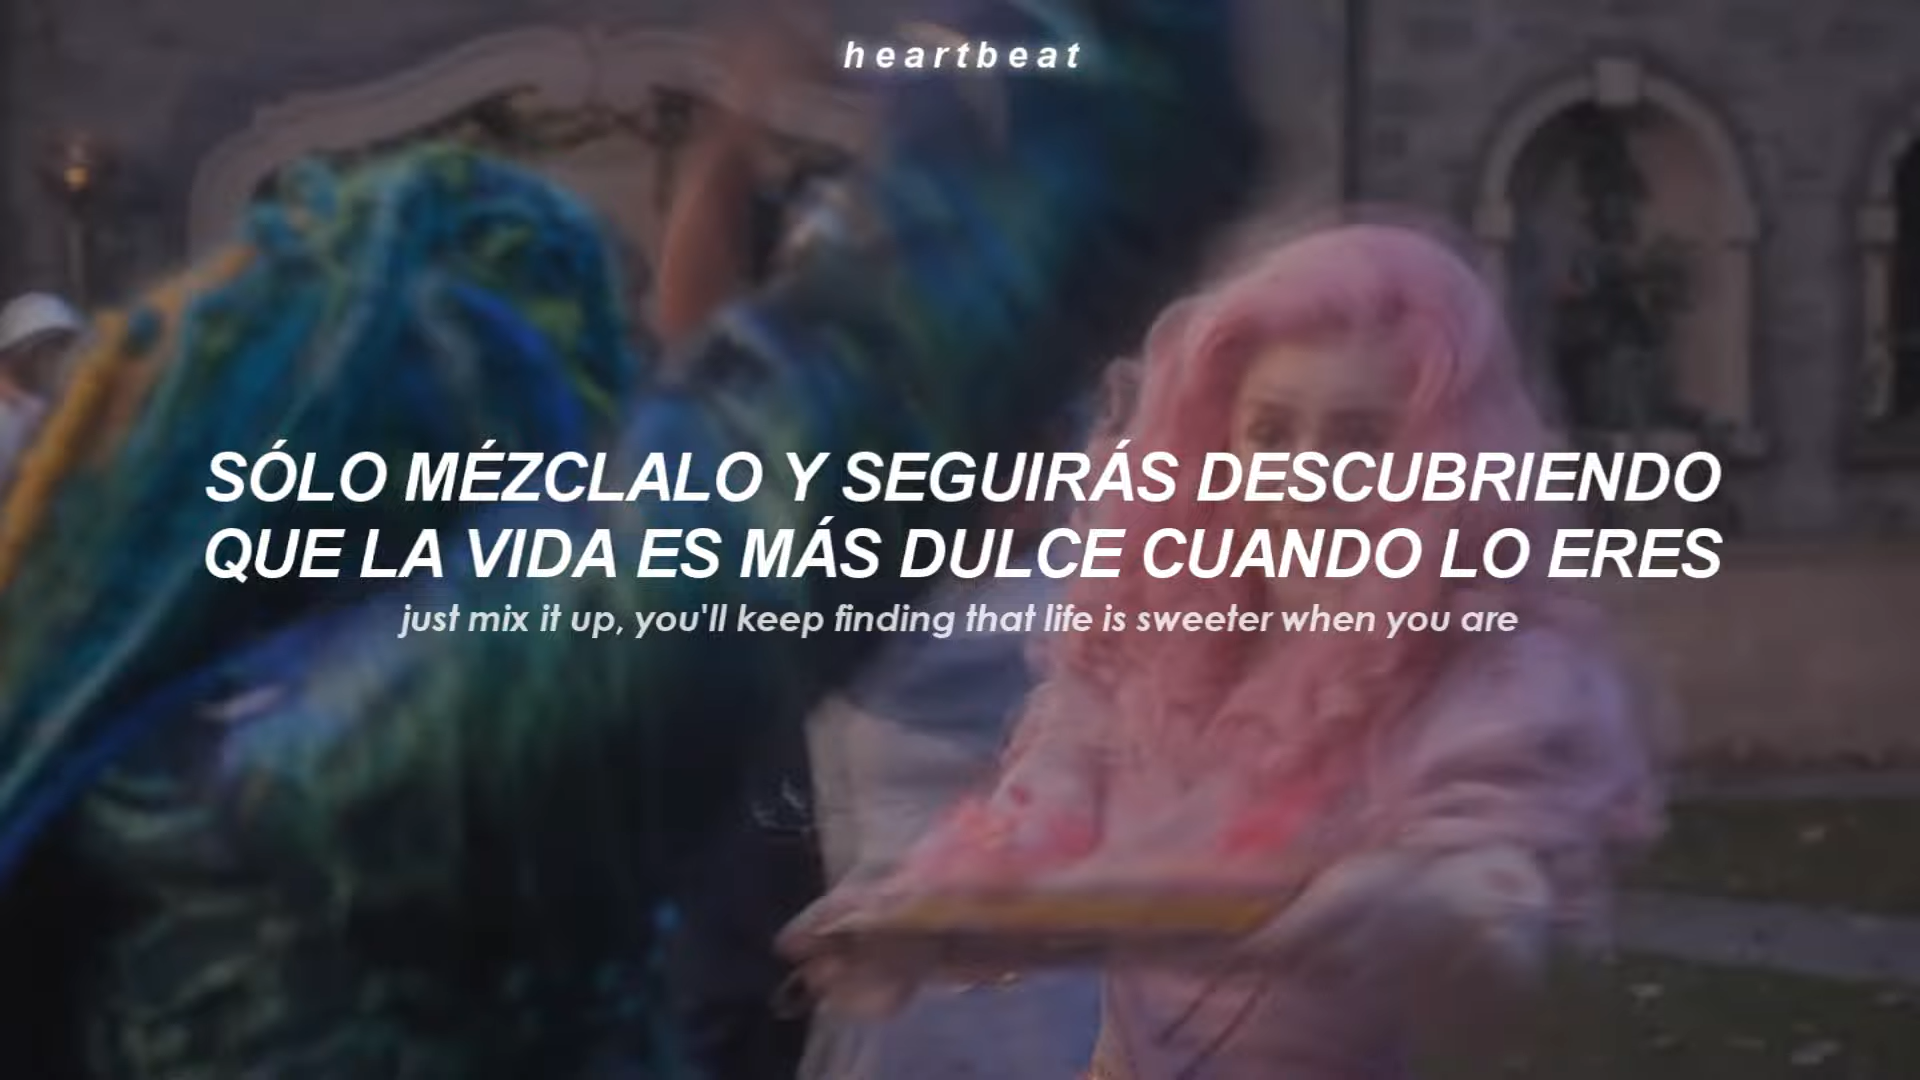 heartbeat
SÓLO MÉZCLALO Y SEGUIRÁS DESCUBRIENDO
QUE LA VIDA ES MÁS DULCE CUANDO LO ERES
just mix it up, you'll keep finding that life is sweeter when you are